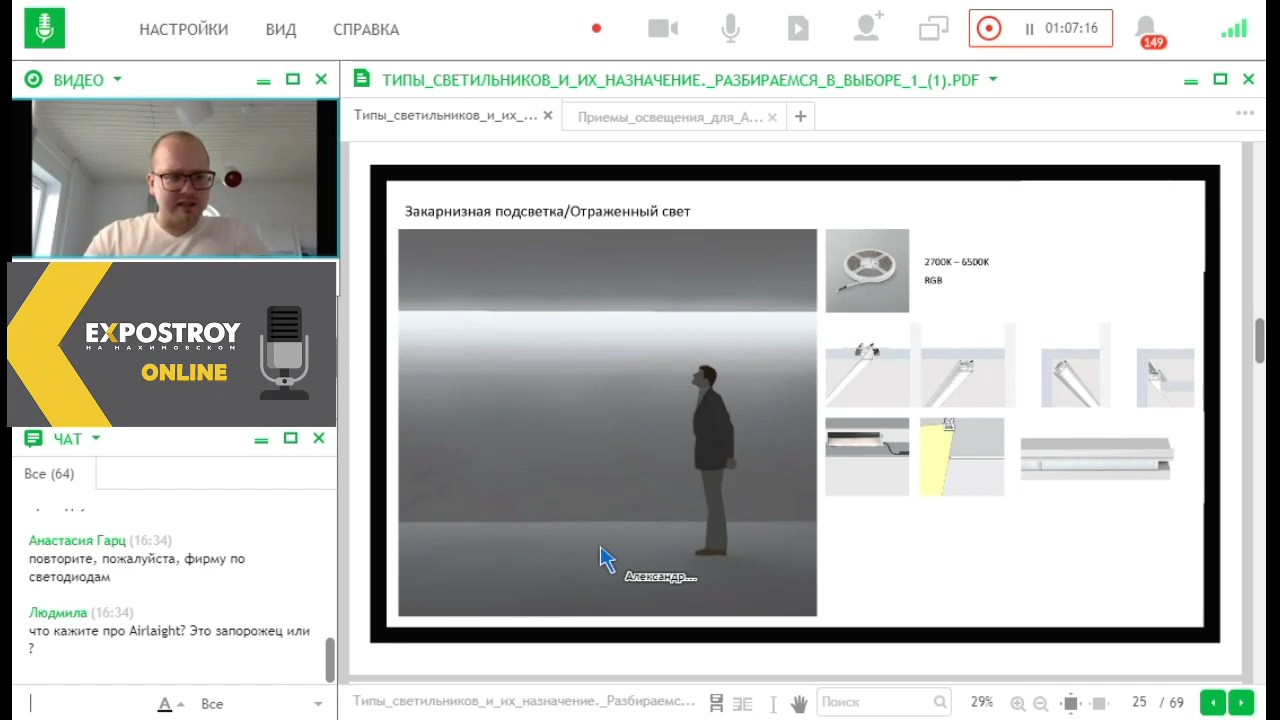 НАСТРОЙКИ ВИД СПРАВКА
01:07:16
149
ВИДЕО
EXPOSTROY
НА НАХИМОВСКОМ
ONLINE
ЧАТ
Все (64)
Анастасия Гарц (16:34)
повторите, пожалуйста, фирму по
светодиодам
Людмила (16:34)
что кажите про Airlaight? Это запорожец или
?
A Все
ТИПЫ_СВЕТИЛЬНИКОВ_И_ИХ_НАЗНАЧЕНИЕ._РАЗБИРАЕМСЯ_В_ВЫБОРЕ_1_(1).PDF
Типы_светильников_и_их_... Приемы_освещения_для_А...
Закарнизная подсветка/Отраженный свет
2700K – 6500K
RGB
Александр...
Типы_светильников_и_их_назначение._Разбираемс... Поиск 29% 25 / 69